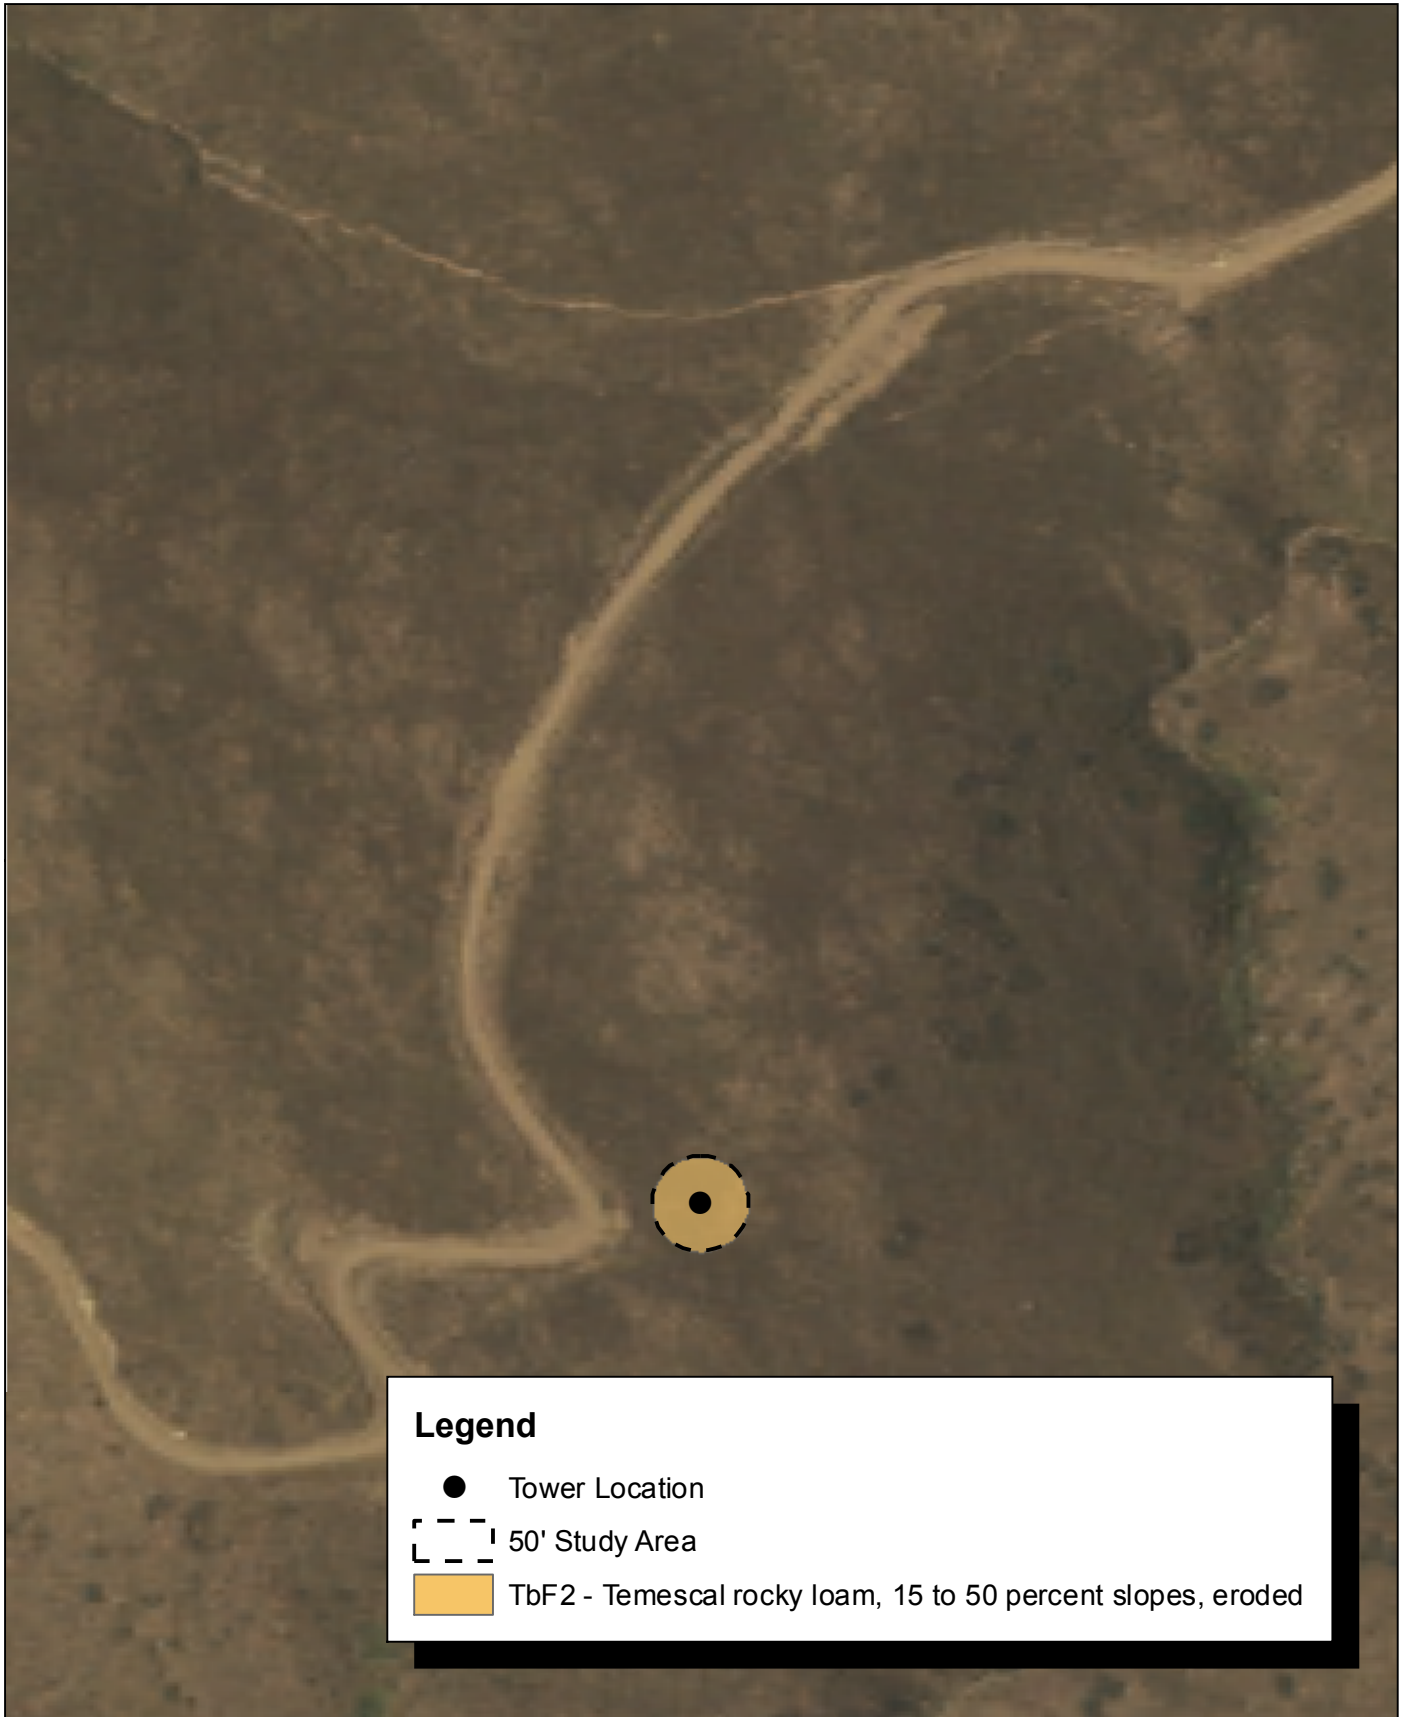 Legend
Tower Location
50' Study Area
TbF2 - Temescal rocky loam, 15 to 50 percent slopes, eroded